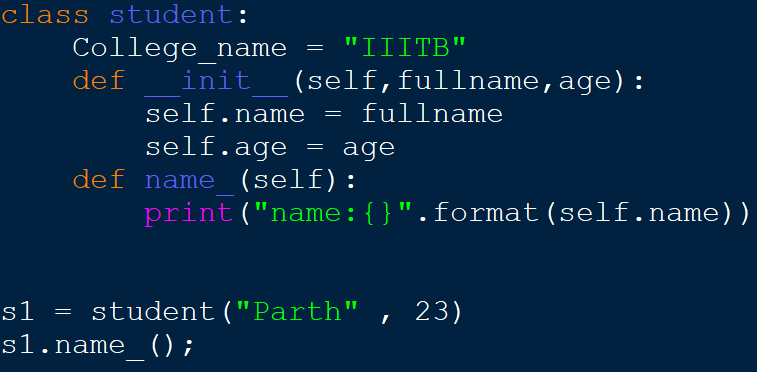 class student:
    College_name = "IIITB"
    def __init__(self,fullname,age):
        self.name = fullname
        self.age = age
    def name_(self):
        print("name:{}".format(self.name))
s1 = student("Parth" , 23)
s1.name_();